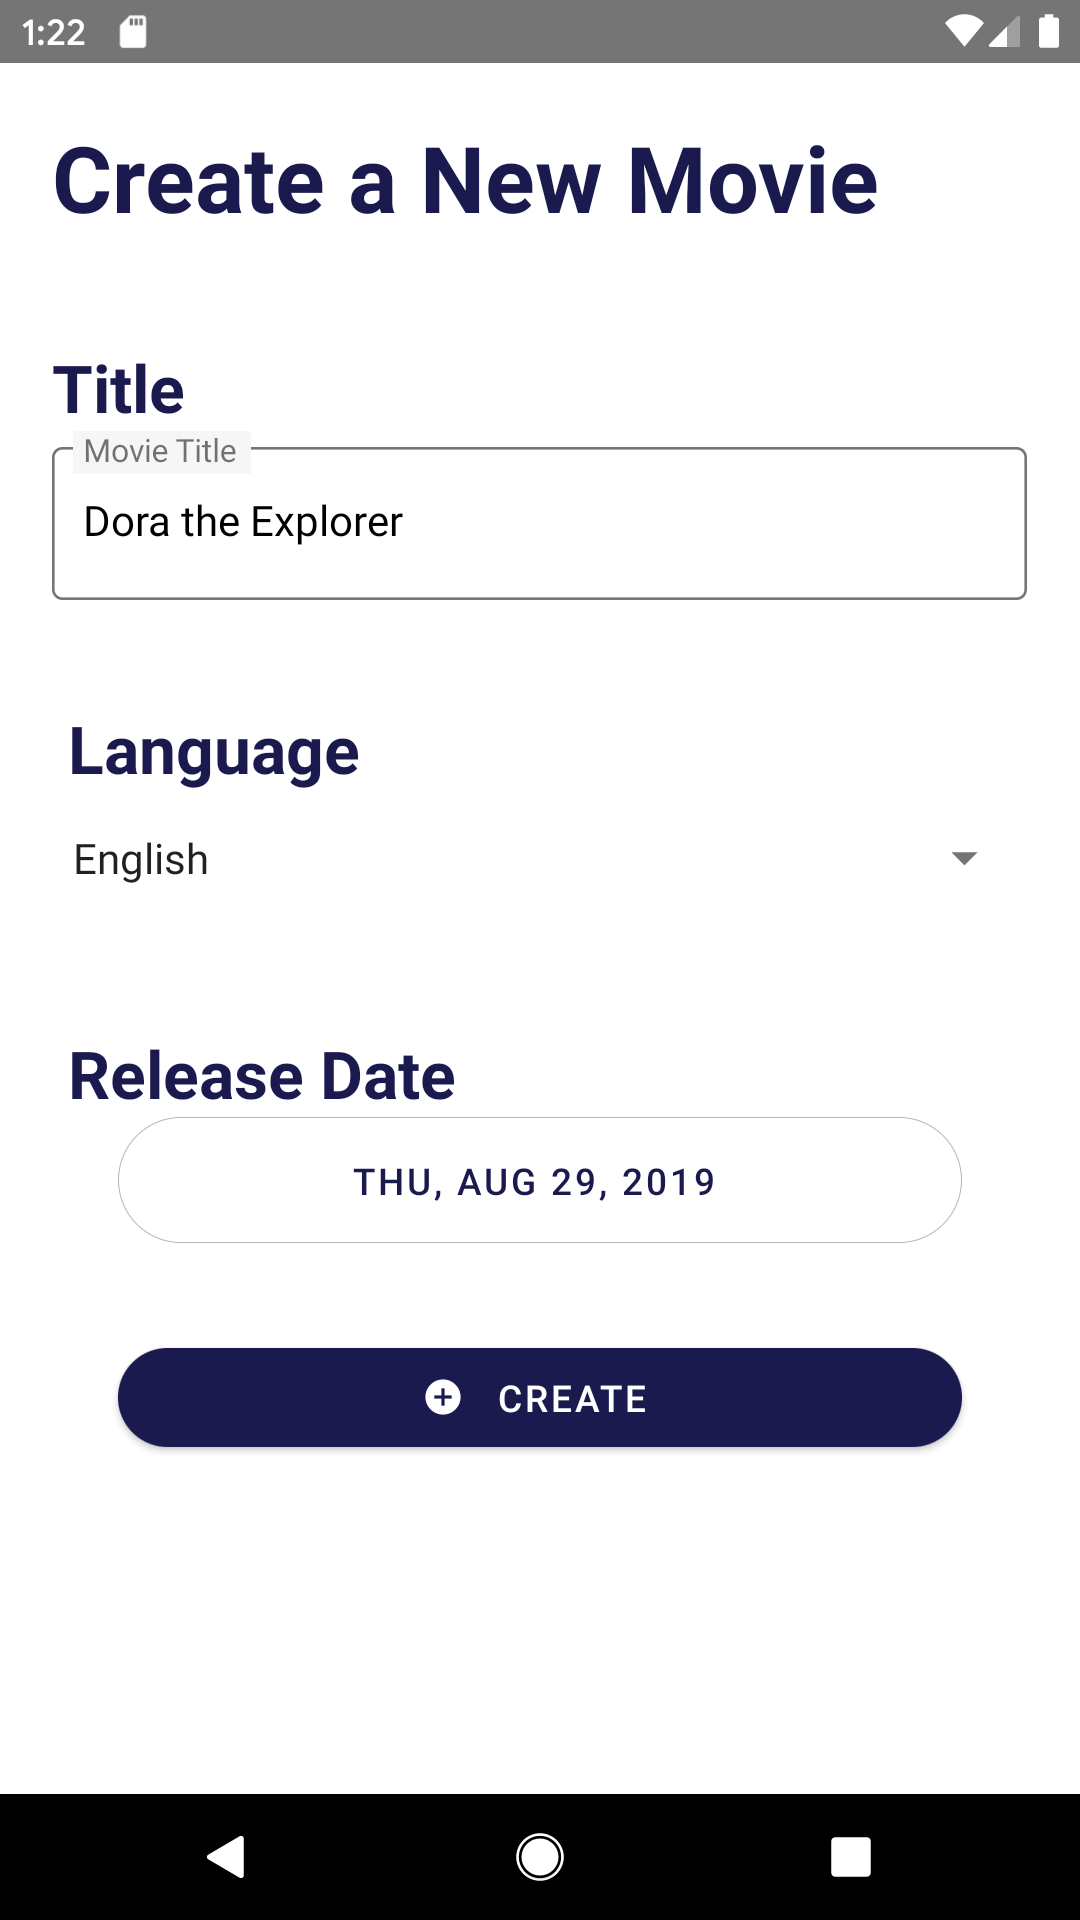 1:22
Create a New Movie
Title
Movie Title
Dora the Explorer
Language
English
Release Date
THU, AUG 29, 2019
CREATE